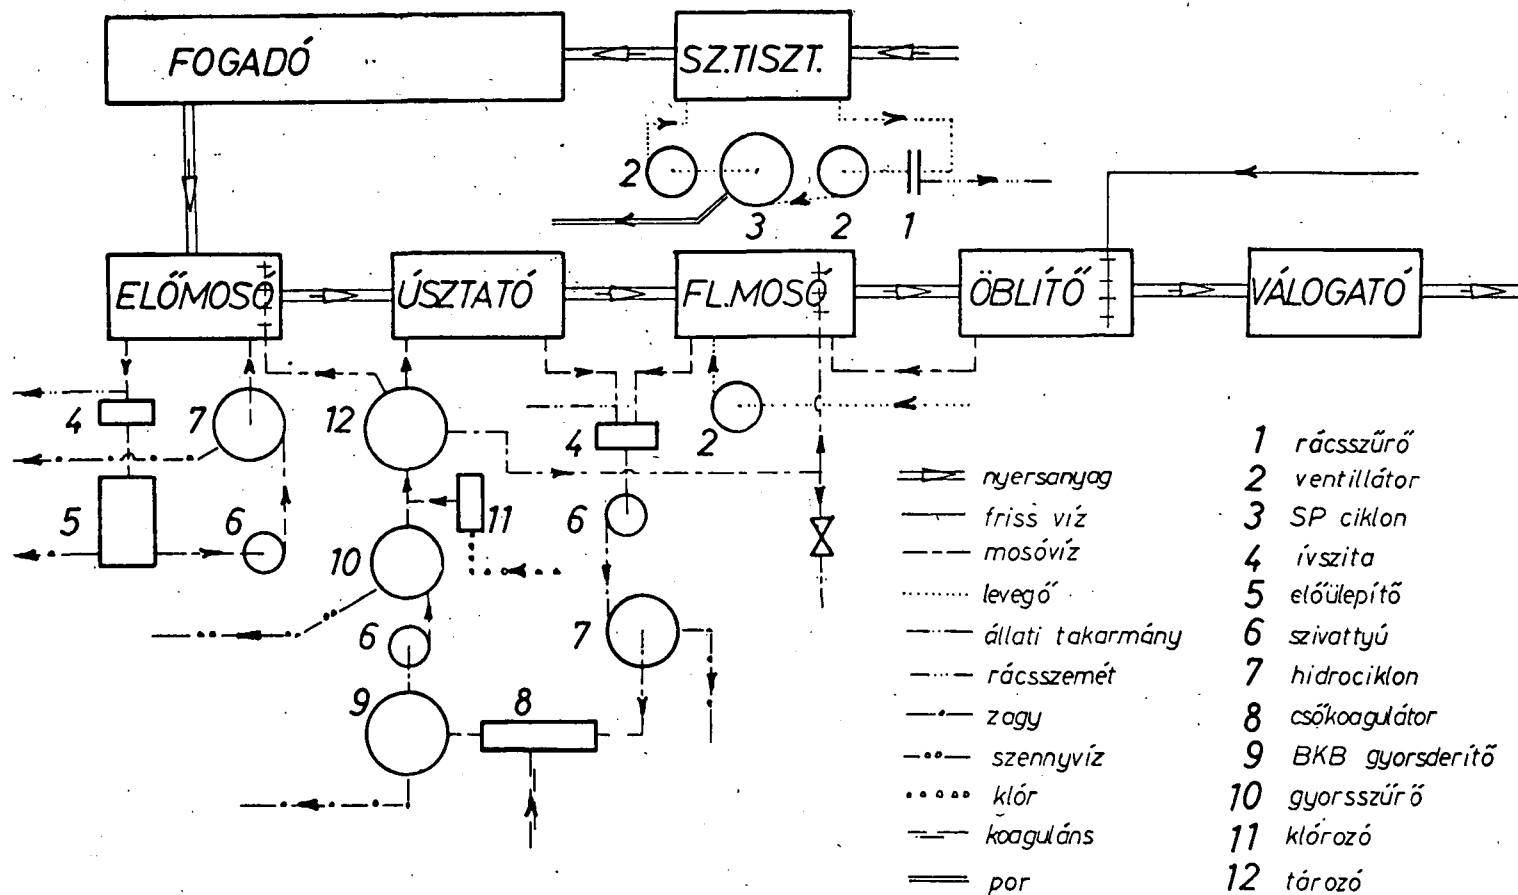 FOGADÓ
SZ.TISZT.
2
3
2
1
ELŐMOSÓ
ÚSZTATÓ
FL.MOSÓ
ÖBLÍTŐ
VÁLOGATÓ
4
7
12
4
2
5
6
10
11
6
6
7
9
8
nyersanyag
friss víz
mosóvíz
levegő
állati takarmány
rácsszemét
zagy
szennyvíz
klór
koaguláns
por
1 rácsszűrő
2 ventillátor
3 SP ciklon
4 ívszita
5 előülepítő
6 szivattyú
7 hidrociklon
8 csőkoagulátor
9 BKB gyorsderítő
10 gyorsszűrő
11 klórozó
12 tározó